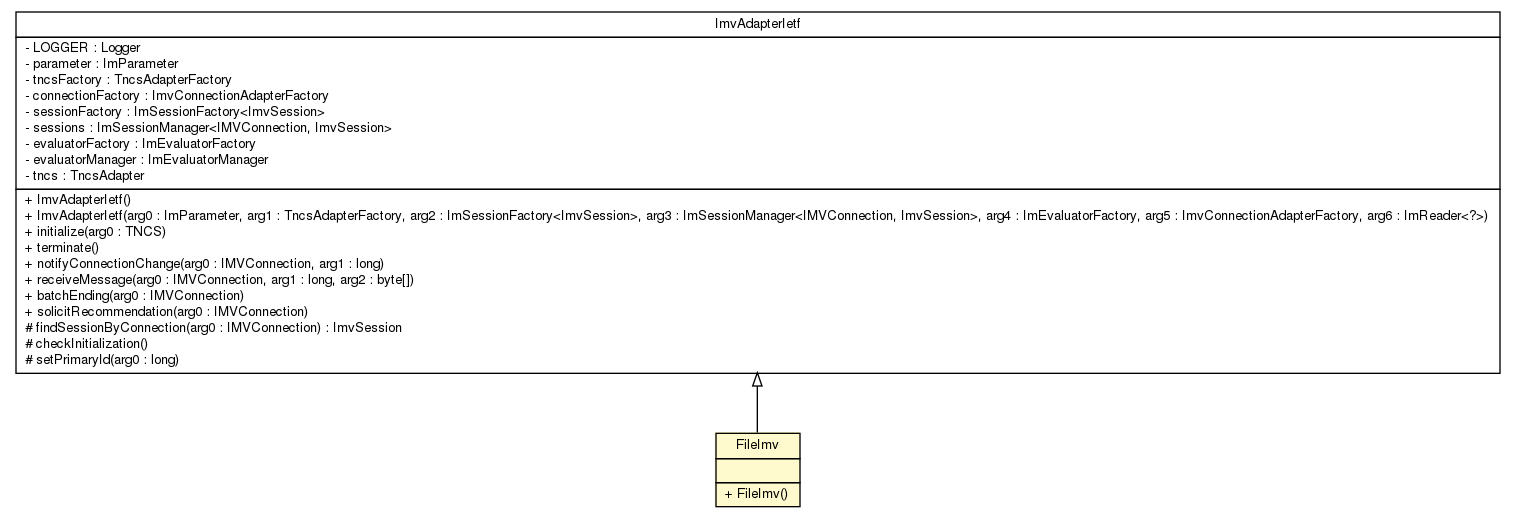 ImvAdapterIetf
- LOGGER : Logger
- parameter : ImParameter
- tncsFactory : TncsAdapterFactory
- connectionFactory : ImvConnectionAdapterFactory
- sessionFactory : ImSessionFactory<ImvSession>
- sessions : ImSessionManager<IMVConnection, ImvSession>
- evaluatorFactory : ImEvaluatorFactory
- evaluatorManager : ImEvaluatorManager
- tncs : TncsAdapter
+ ImvAdapterIetf()
+ ImvAdapterIetf(arg0 : ImParameter, arg1 : TncsAdapterFactory, arg2 : ImSessionFactory<ImvSession>, arg3 : ImSessionManager<IMVConnection, ImvSession>, arg4 : ImEvaluatorFactory, arg5 : ImvConnectionAdapterFactory, arg6 : ImReader<?>)
+ initialize(arg0 : TNCS)
+ terminate()
+ notifyConnectionChange(arg0 : IMVConnection, arg1 : long)
+ receiveMessage(arg0 : IMVConnection, arg1 : long, arg2 : byte[])
+ batchEnding(arg0 : IMVConnection)
+ solicitRecommendation(arg0 : IMVConnection)
# findSessionByConnection(arg0 : IMVConnection) : ImvSession
# checkInitialization()
# setPrimaryId(arg0 : long)
FileImv
+ FileImv()